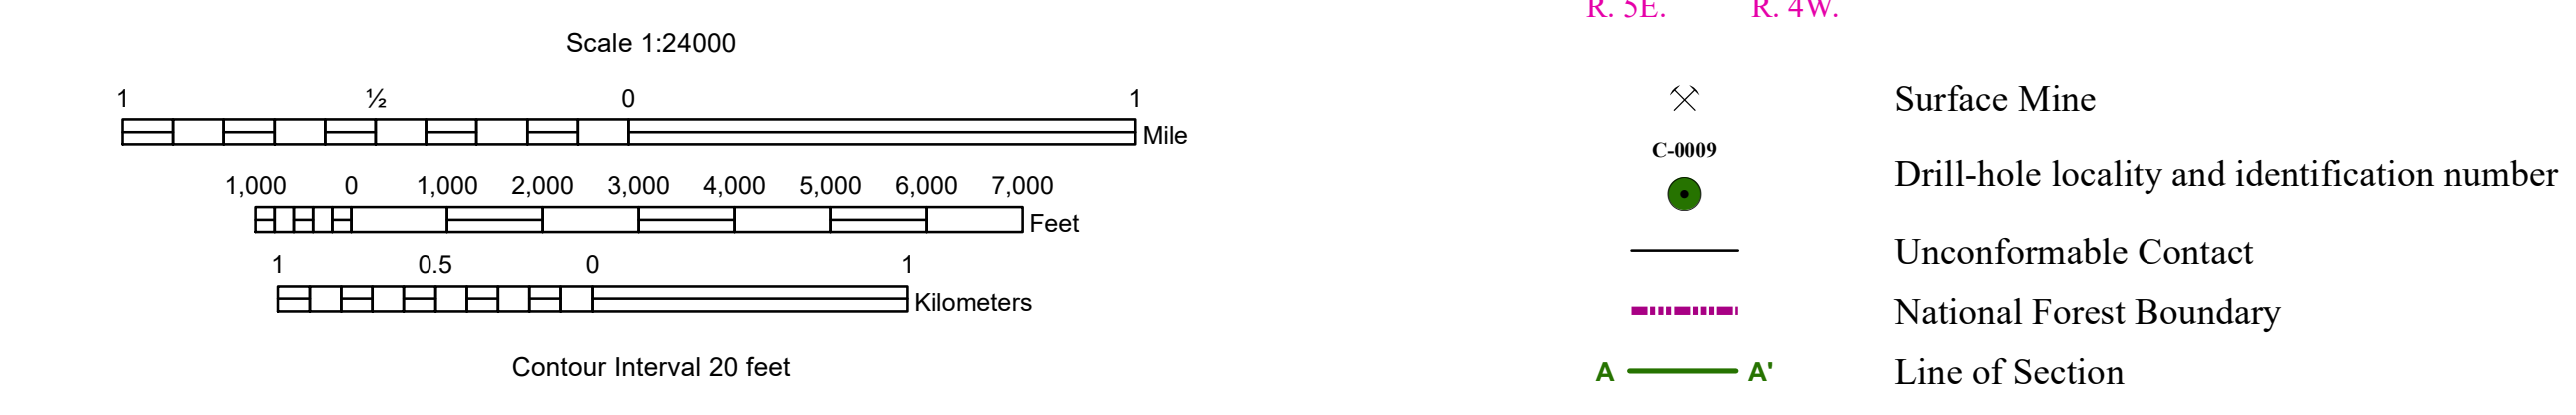 R. 5E. R. 4W.
Scale 1:24000
1 ½ 0 1
Mile
1,000 0 1,000 2,000 3,000 4,000 5,000 6,000 7,000
Feet
1 0.5 0 1
Kilometers
Contour Interval 20 feet
Surface Mine
C-0009
Drill-hole locality and identification number
Unconformable Contact
National Forest Boundary
A A' Line of Section